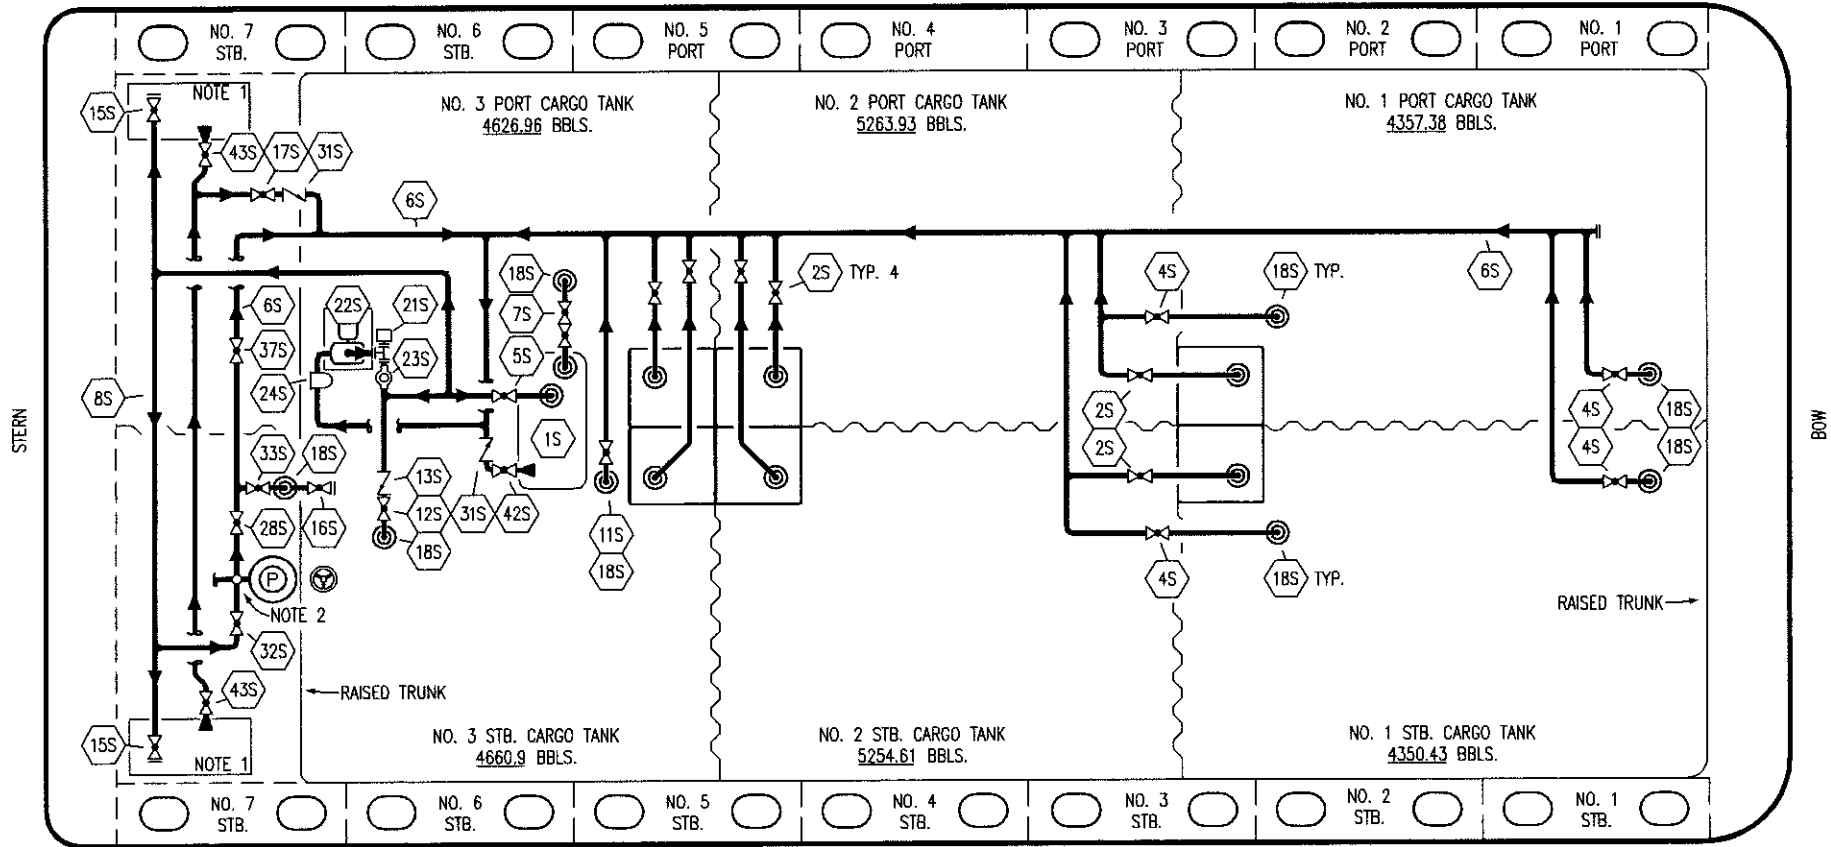 NO. 7
STB.
NO. 6
STB.
NO. 5
PORT
NO. 4
PORT
NO. 3
PORT
NO. 2
PORT
NO. 1
PORT
NOTE 1
15S
43S
17S
31S
NO. 3 PORT CARGO TANK
4626.96 BBLS.
NO. 2 PORT CARGO TANK
5263.93 BBLS.
NO. 1 PORT CARGO TANK
4357.38 BBLS.
6S
18S
2S TYP. 4
4S
18S TYP.
6S
6S
22S
21S
7S
37S
23S
5S
24S
8S
STERN
BOW
1S
2S
2S
4S
18S
4S
18S
33S
18S
13S
28S
16S
12S
31S
42S
18S
11S
18S
P
NOTE 2
4S
18S TYP.
RAISED TRUNK
32S
43S
RAISED TRUNK
15S
NOTE 1
NO. 3 STB. CARGO TANK
4660.9 BBLS.
NO. 2 STB. CARGO TANK
5254.61 BBLS.
NO. 1 STB. CARGO TANK
4350.43 BBLS.
NO. 7
STB.
NO. 6
STB.
NO. 5
STB.
NO. 4
STB.
NO. 3
STB.
NO. 2
STB.
NO. 1
STB.